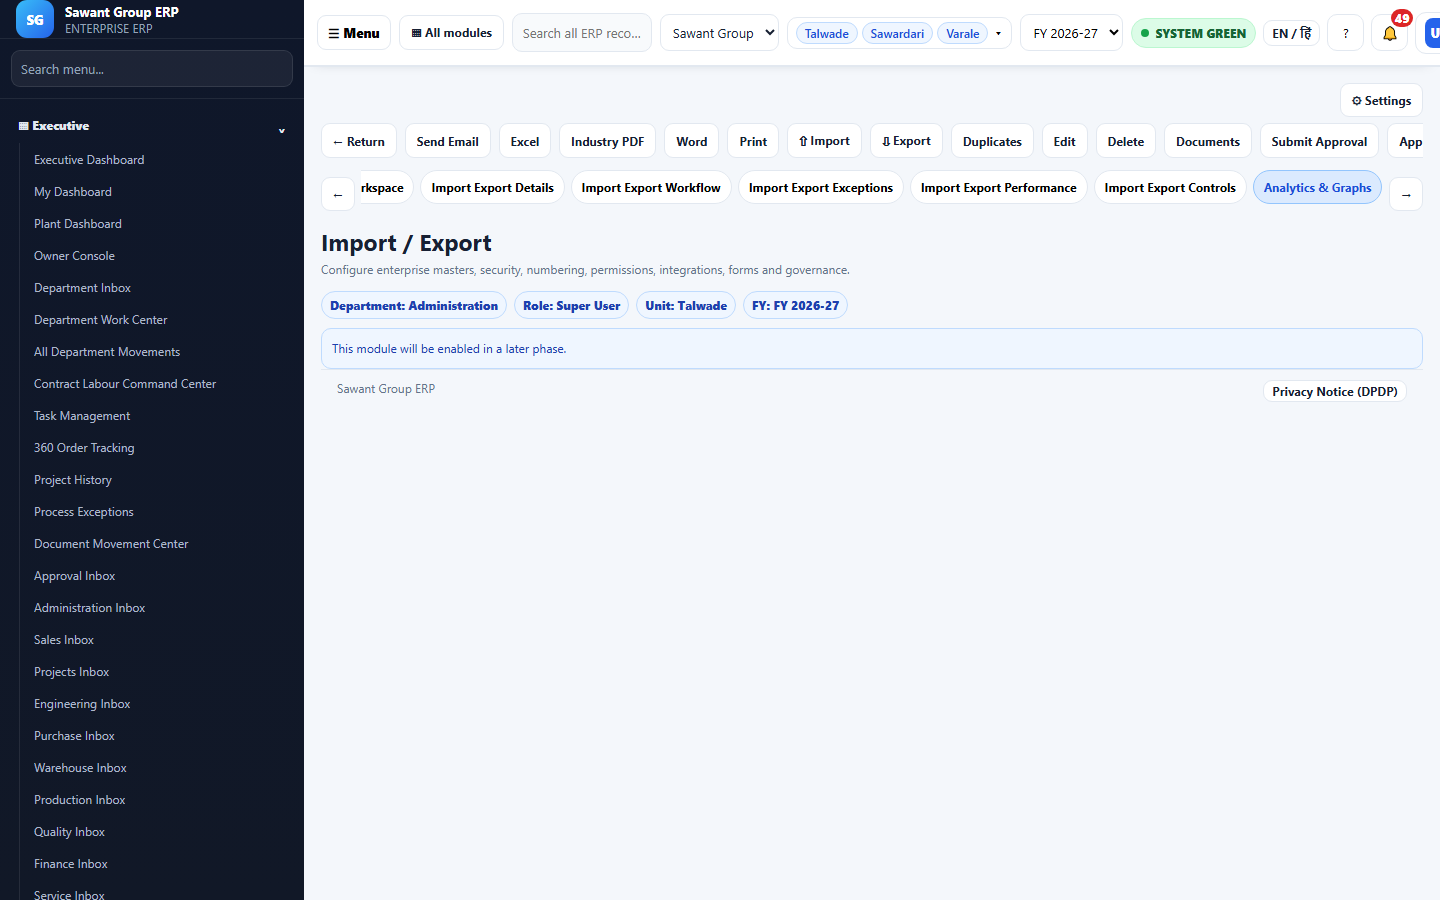 SG
Sawant Group ERP
ENTERPRISE ERP
Search menu...
Executive
Executive Dashboard
My Dashboard
Plant Dashboard
Owner Console
Department Inbox
Department Work Center
All Department Movements
Contract Labour Command Center
Task Management
360 Order Tracking
Project History
Process Exceptions
Document Movement Center
Approval Inbox
Administration Inbox
Sales Inbox
Projects Inbox
Engineering Inbox
Purchase Inbox
Warehouse Inbox
Production Inbox
Quality Inbox
Finance Inbox
Service Inbox
☰ Menu
All modules
Search all ERP reco...
Sawant Group
Talwade Sawardari Varale
FY 2026-27
SYSTEM GREEN
EN / हिं
?
49
U
⚙ Settings
← Return
Send Email
Excel
Industry PDF
Word
Print
⇧ Import
⇩ Export
Duplicates
Edit
Delete
Documents
Submit Approval
App
←
rkspace
Import Export Details
Import Export Workflow
Import Export Exceptions
Import Export Performance
Import Export Controls
Analytics & Graphs
→
Import / Export
Configure enterprise masters, security, numbering, permissions, integrations, forms and governance.
Department: Administration
Role: Super User
Unit: Talwade
FY: FY 2026-27
This module will be enabled in a later phase.
Sawant Group ERP
Privacy Notice (DPDP)